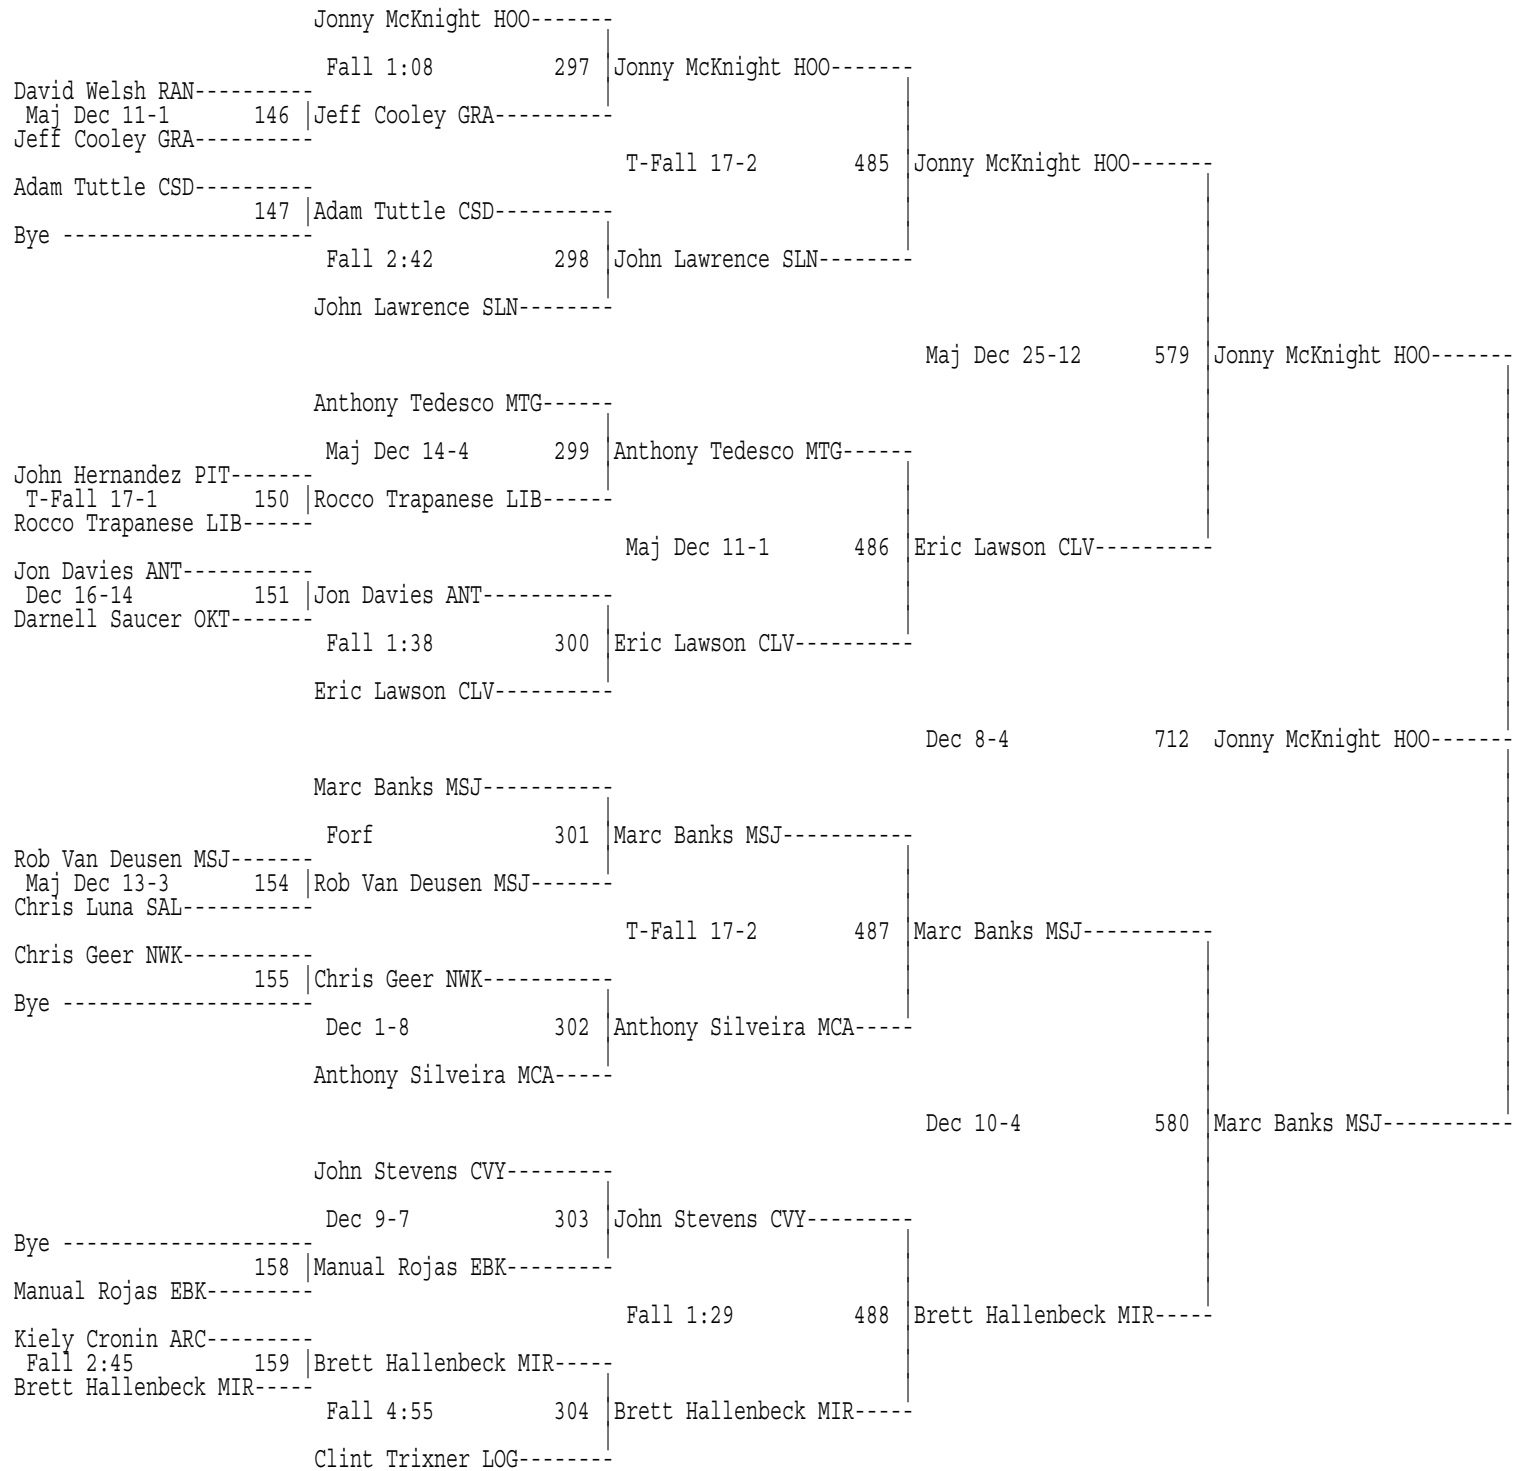 Jonny McKnight HOO-------
Fall 1:08 297 |Jonny McKnight HOO-------
David Welsh RAN----------
Maj Dec 11-1 146 |Jeff Cooley GRA----------
Jeff Cooley GRA----------
T-Fall 17-2 485 |Jonny McKnight HOO-------
Adam Tuttle CSD----------
147 |Adam Tuttle CSD----------
Bye ---------------------
Fall 2:42 298 |John Lawrence SLN--------
John Lawrence SLN--------
Maj Dec 25-12 579 |Jonny McKnight HOO-------
Anthony Tedesco MTG------
Maj Dec 14-4 299 |Anthony Tedesco MTG------
John Hernandez PIT-------
T-Fall 17-1 150 |Rocco Trapanese LIB------
Rocco Trapanese LIB------
Maj Dec 11-1 486 |Eric Lawson CLV----------
Jon Davies ANT-----------
Dec 16-14 151 |Jon Davies ANT-----------
Darnell Saucer OKT-------
Fall 1:38 300 |Eric Lawson CLV----------
Eric Lawson CLV----------
Dec 8-4 712 Jonny McKnight HOO-------
Marc Banks MSJ-----------
Forf 301 |Marc Banks MSJ-----------
Rob Van Deusen MSJ-------
Maj Dec 13-3 154 |Rob Van Deusen MSJ-------
Chris Luna SAL-----------
T-Fall 17-2 487 |Marc Banks MSJ-----------
Chris Geer NWK-----------
155 |Chris Geer NWK-----------
Bye ---------------------
Dec 1-8 302 |Anthony Silveira MCA-----
Anthony Silveira MCA-----
Dec 10-4 580 |Marc Banks MSJ-----------
John Stevens CVY---------
Dec 9-7 303 |John Stevens CVY---------
Bye ---------------------
158 |Manual Rojas EBK---------
Manual Rojas EBK---------
Fall 1:29 488 |Brett Hallenbeck MIR-----
Kiely Cronin ARC---------
Fall 2:45 159 |Brett Hallenbeck MIR-----
Brett Hallenbeck MIR-----
Fall 4:55 304 |Brett Hallenbeck MIR-----
Clint Trixner LOG--------